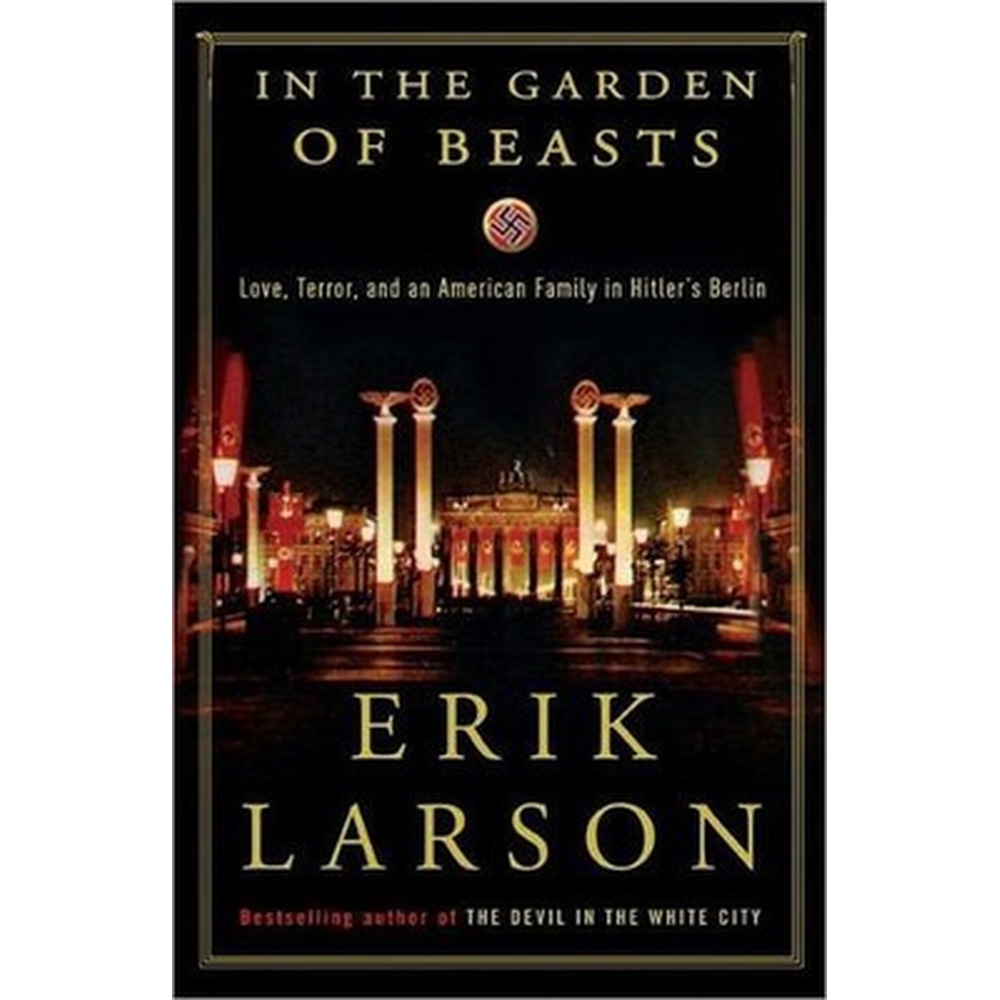 IN THE GARDEN
OF BEASTS
Love, Terror, and an American Family in Hitler's Berlin
ERIK
LARSON
Bestselling author of THE DEVIL IN THE WHITE CITY